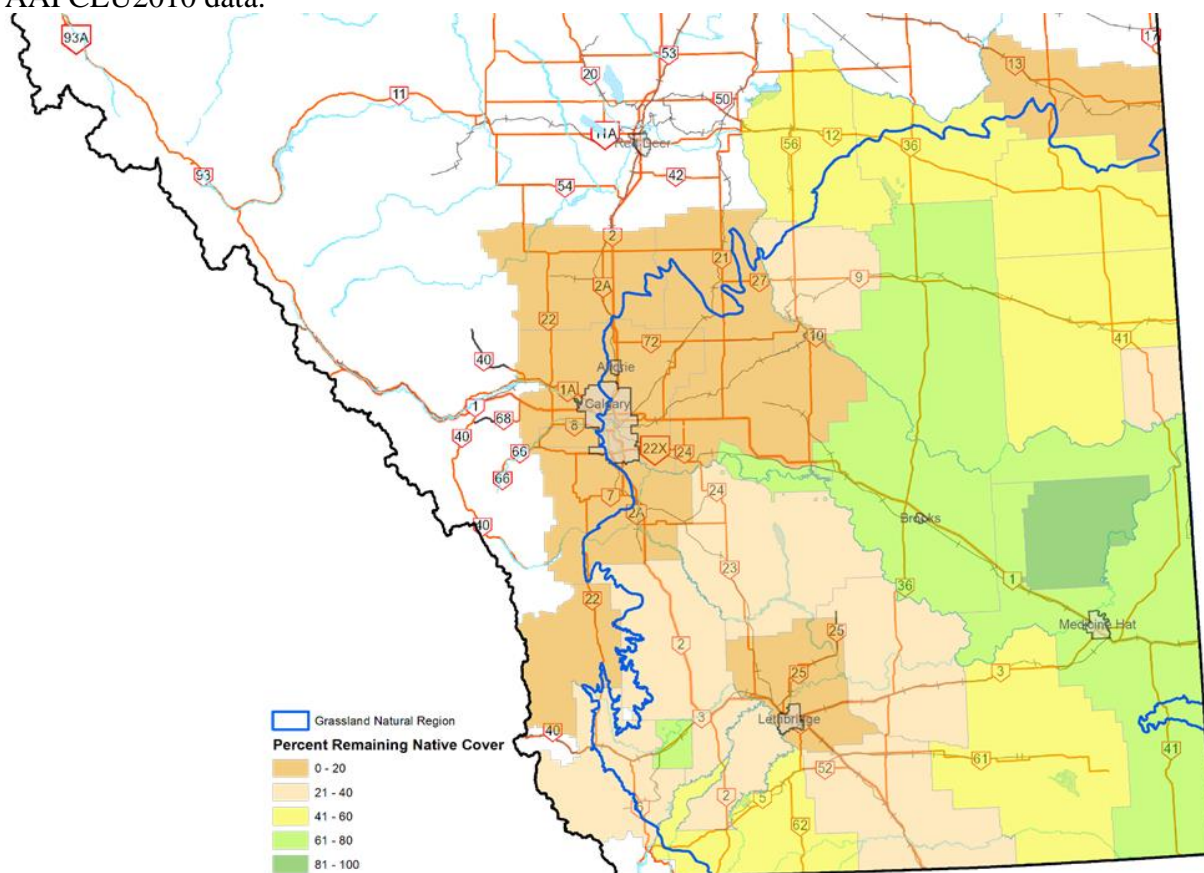 AAFCLU2010 data.
93A
53
17
20
13
11
50
11A
Red Deer
56
12
36
93
54
42
2
21
2A
27
9
22
72
10
41
40
Airdrie
1A
Calgary
1
68
8
40
66
22X
24
66
7
24
2A
40
Brooks
23
1
22
36
Medicine Hat
25
2
25
3
Lethbridge
3
40
41
52
61
2
5
62
Grassland Natural Region
Percent Remaining Native Cover
0 - 20
21 - 40
41 - 60
61 - 80
81 - 100